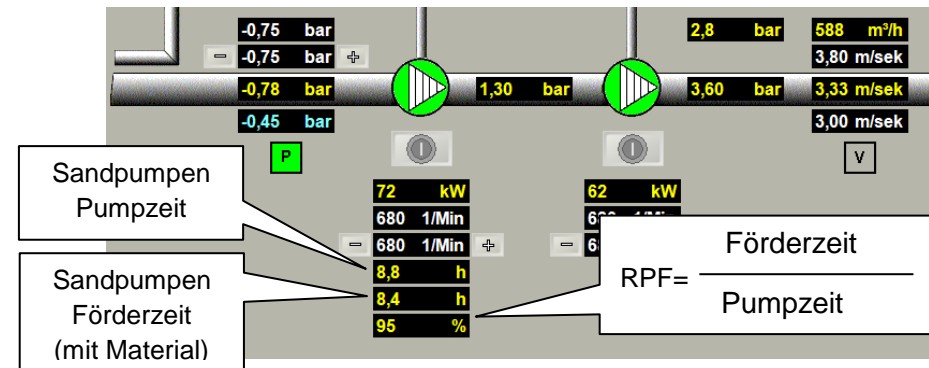 -0,75 bar
2,8 bar
588 m³/h
-0,75 bar
3,80 m/sek
-0,78 bar
1,30 bar
3,60 bar
3,33 m/sek
-0,45 bar
3,00 m/sek
P
V
Sandpumpen
Pumpzeit
72 kW
62 kW
680 1/Min
680 1/Min
8,8 h
8,4 h
95 %
Sandpumpen
Förderzeit
(mit Material)
RPF=
Förderzeit
Pumpzeit